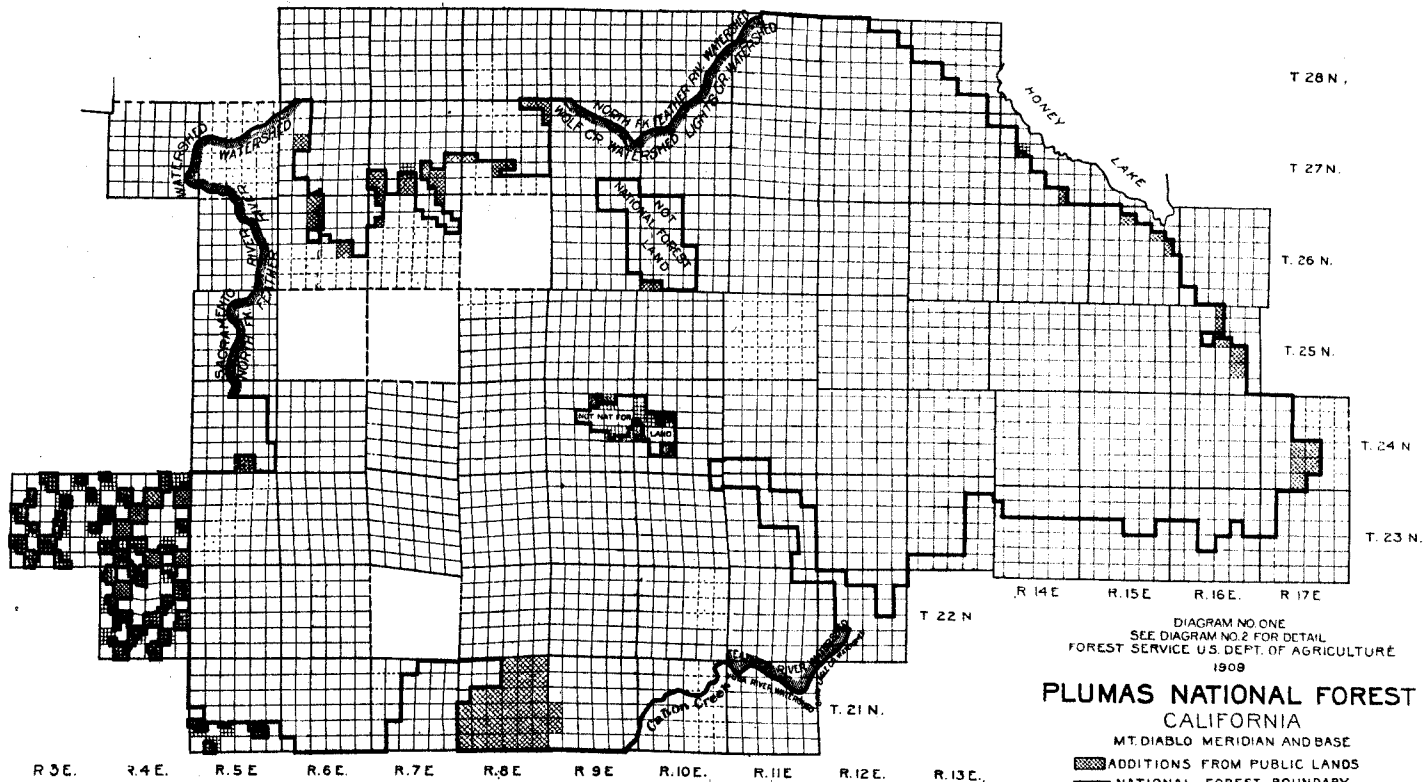 T 28 N.
HONEY
LAKE
T 27 N.
T. 26 N.
T. 25 N.
T. 24 N
T. 23 N.
NORTH FK FEATHER RIV. WATERSHED
WOLF CR. WATERSHED
LIGHTS CR WATERSHED
WATERSHED
WATERSHED
RIVER
RIVER
SACRAMENTO
NORTH FK. FEATHER
NOT
NATIONAL FOREST
LAND
NOT NAT FOR
LAND
R 14 E
R. 15 E
R. 16 E.
R 17 E
T 22 N
RIVER
Cañon Creek
T. 21 N.
R 3 E.
R. 4 E.
R. 5 E
R. 6 E.
R. 7 E
R. 8 E
R 9 E
R. 10 E.
R. 11 E
R. 12 E.
R. 13 E.
DIAGRAM NO. ONE
SEE DIAGRAM NO. 2 FOR DETAIL
FOREST SERVICE U.S. DEPT. OF AGRICULTURE
1909
PLUMAS NATIONAL FOREST
CALIFORNIA
MT. DIABLO MERIDIAN AND BASE
ADDITIONS FROM PUBLIC LANDS
NATIONAL FOREST BOUNDARY